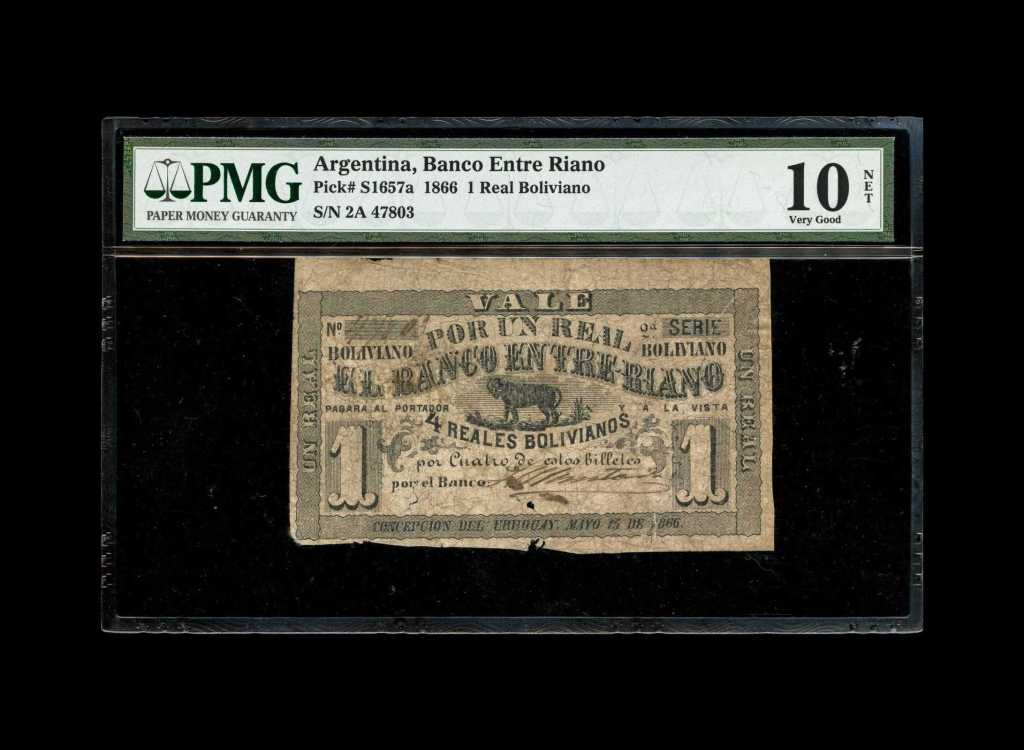 PMG
PAPER MONEY GUARANTY
Argentina, Banco Entre Riano
Pick# S1657a 1866 1 Real Boliviano
S/N 2A 47803
10
NET
Very Good
VALE
POR UN REAL
Nº
9ª SERIE
BOLIVIANO
BOLIVIANO
EL BANCO ENTRE-RIANO
PAGARA AL PORTADOR
A LA VISTA
4 REALES BOLIVIANOS
por Cuatro de estos billetes
por el Banco
1
1
UN REAL
UN REAL
CONCEPCION DEL URUGUAY, MAYO 15 DE 1866.